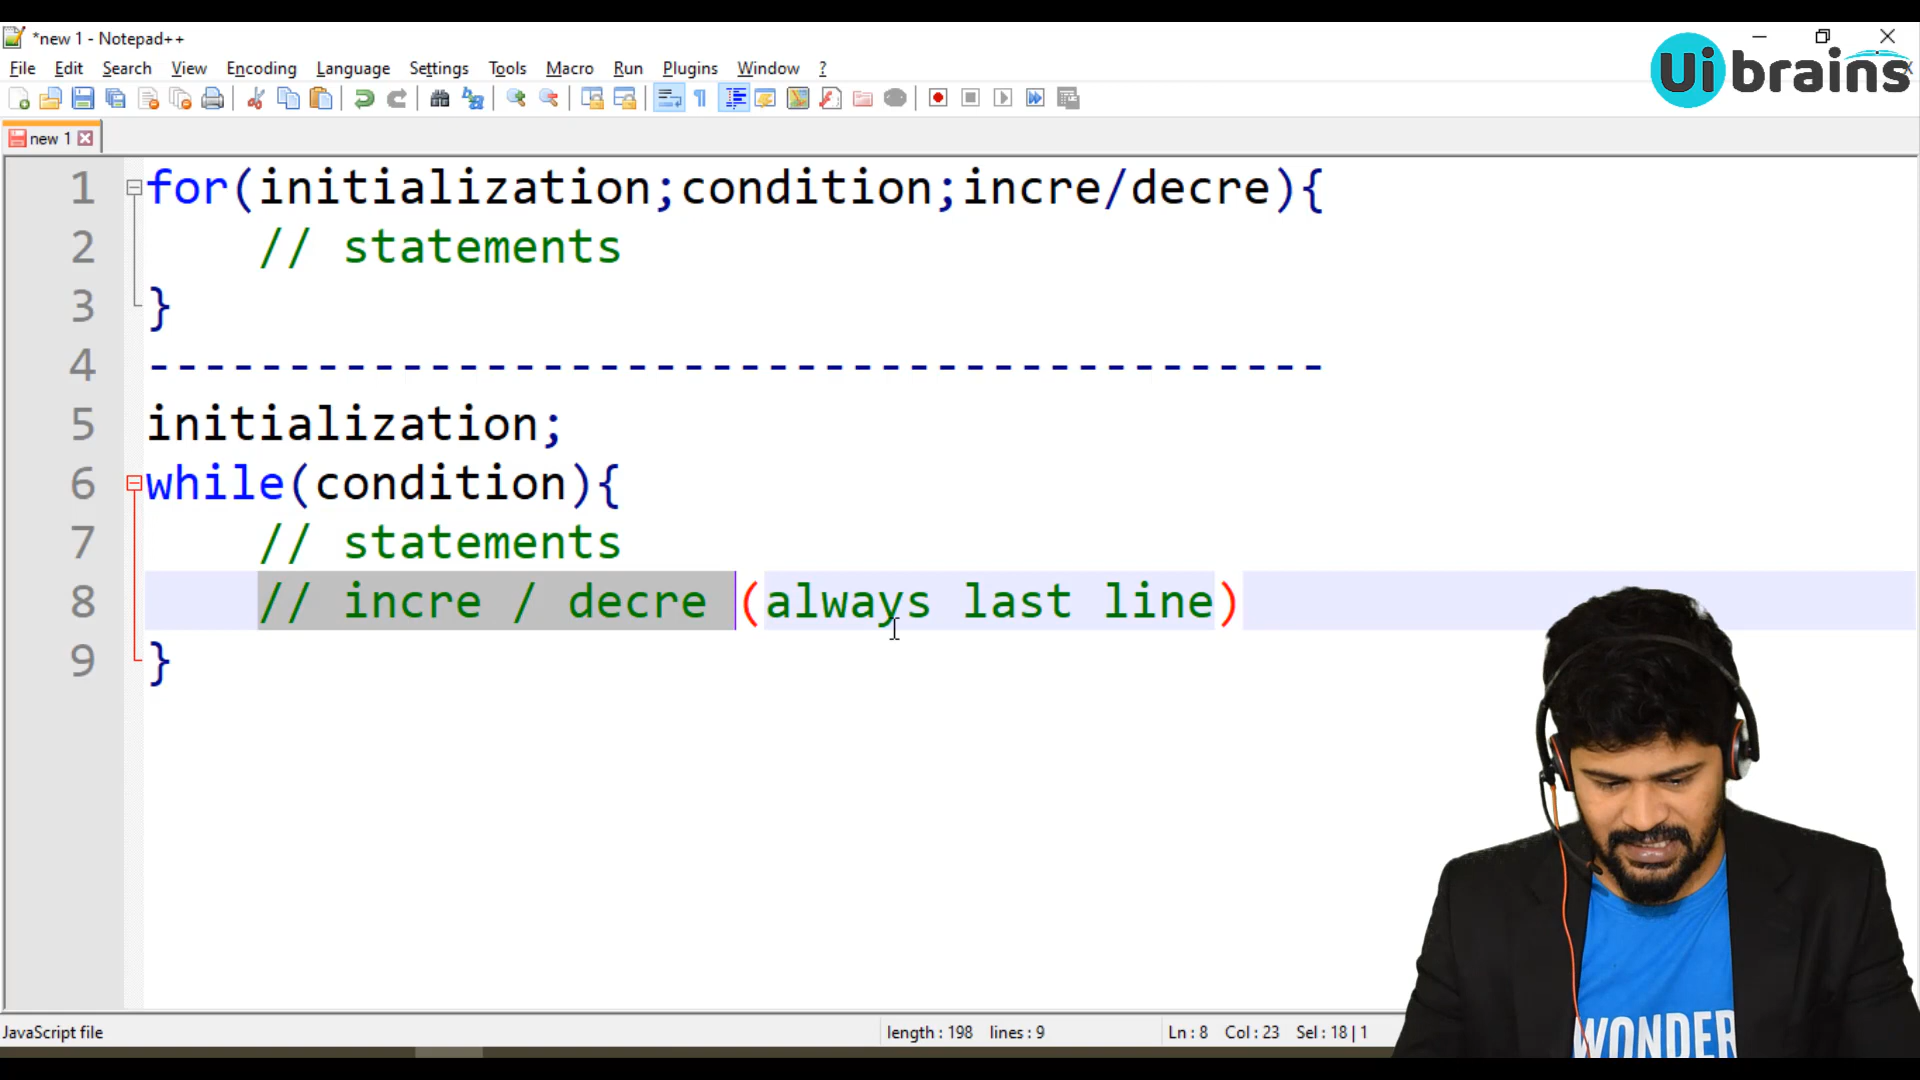 *new 1 - Notepad++
Ui brains
File Edit Search View Encoding Language Settings Tools Macro Run Plugins Window ?
new 1
1 for(initialization;condition;incre/decre){
2 // statements
3 }
4 ------------------------------------------
5 initialization;
6 while(condition){
7 // statements
8 // incre / decre (always last line)
9 }
WONDER
JavaScript file length : 198 lines : 9 Ln : 8 Col : 23 Sel : 18 | 1